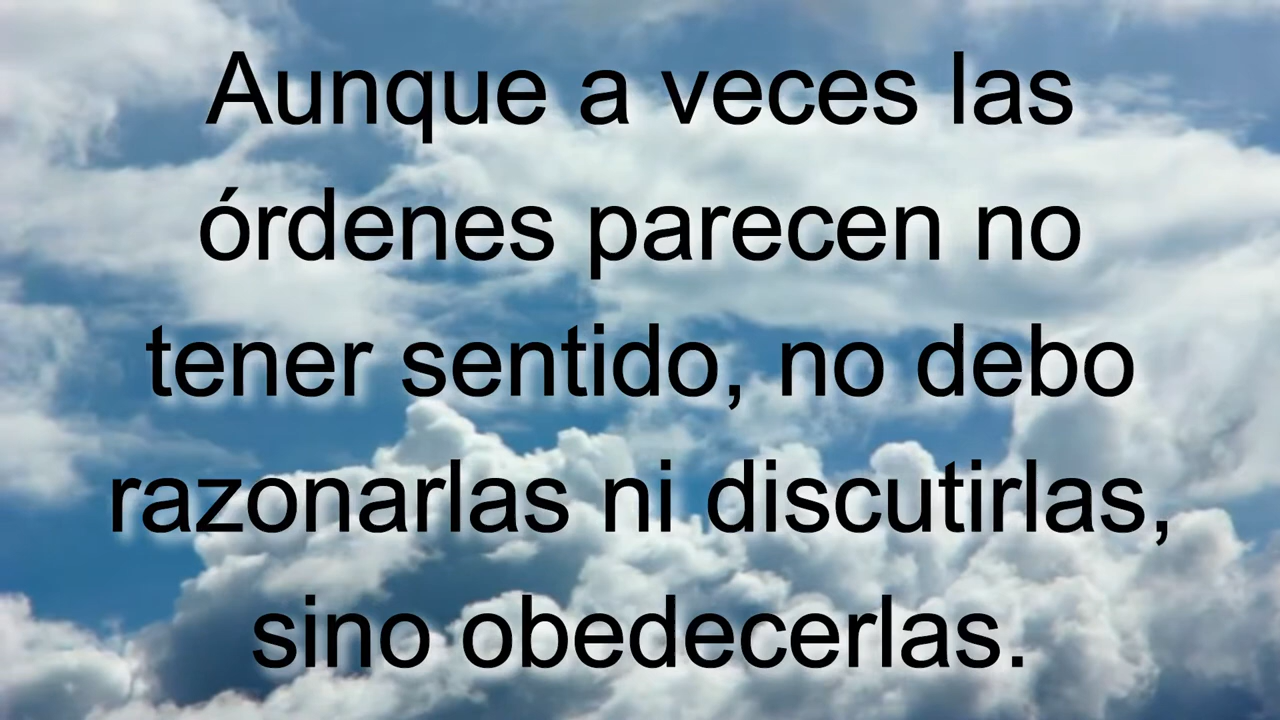 Aunque a veces las
órdenes parecen no
tener sentido, no debo
razonarlas ni discutirlas,
sino obedecerlas.